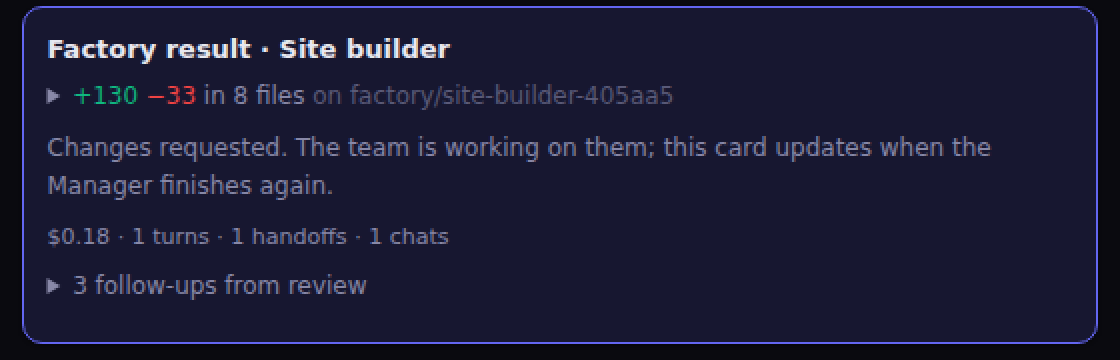 Factory result · Site builder
+130 −33 in 8 files on factory/site-builder-405aa5
Changes requested. The team is working on them; this card updates when the
Manager finishes again.
$0.18 · 1 turns · 1 handoffs · 1 chats
3 follow-ups from review